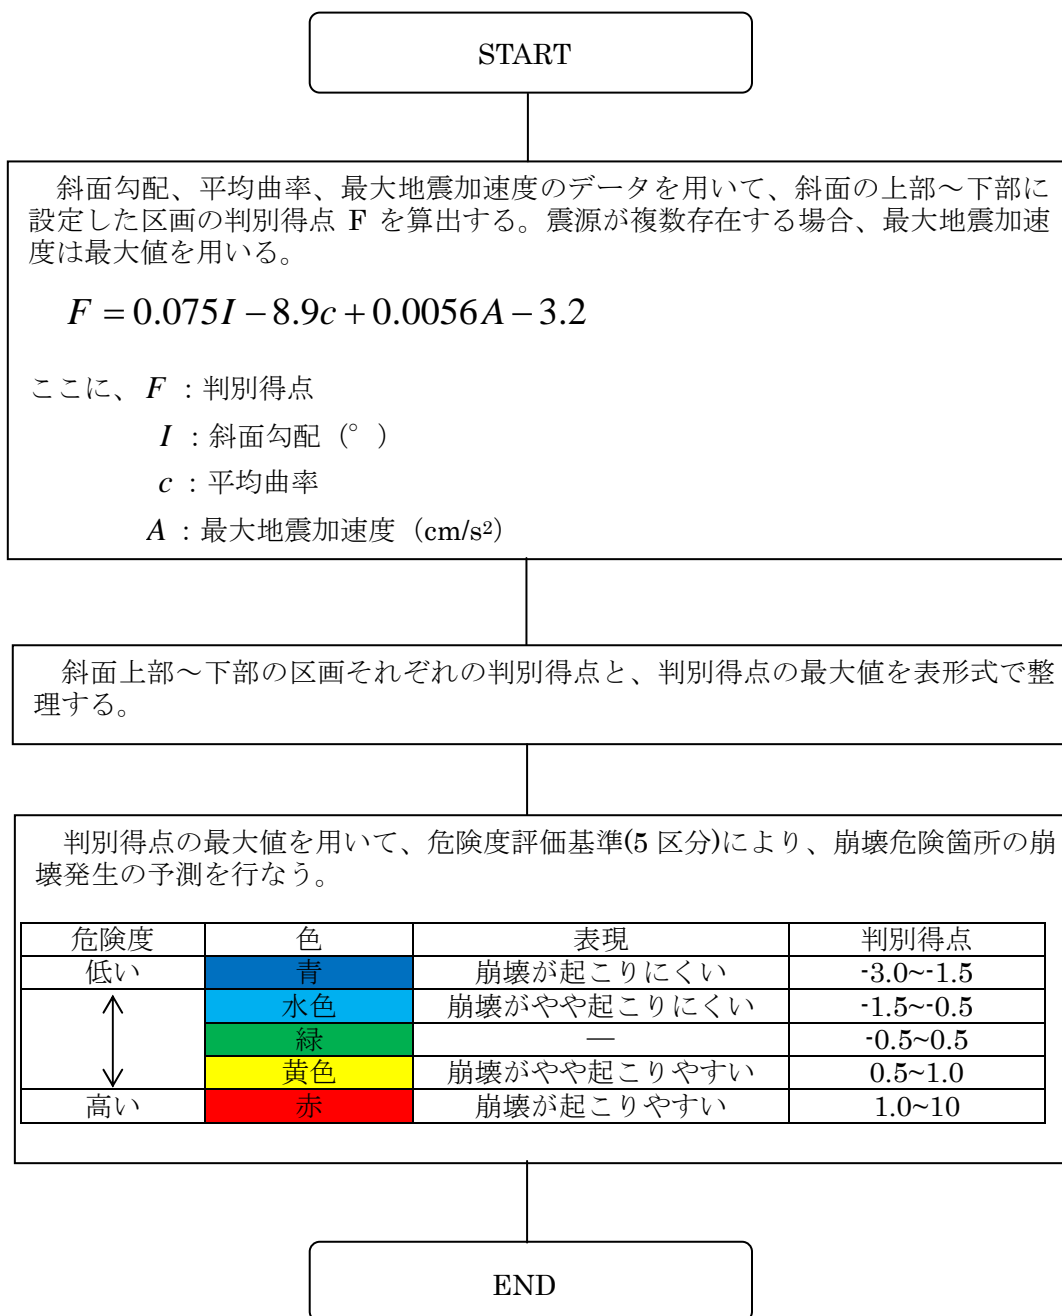 START
斜面勾配、平均曲率、最大地震加速度のデータを用いて、斜面の上部～下部に
設定した区画の判別得点 F を算出する。震源が複数存在する場合、最大地震加速
度は最大値を用いる。
F = 0.075I − 8.9c + 0.0056A − 3.2
ここに、F：判別得点
I：斜面勾配（°）
c：平均曲率
A：最大地震加速度（cm/s²）
斜面上部～下部の区画それぞれの判別得点と、判別得点の最大値を表形式で整
理する。
判別得点の最大値を用いて、危険度評価基準(5 区分)により、崩壊危険箇所の崩
壊発生の予測を行なう。
危険度 色 表現 判別得点
低い 青 崩壊が起こりにくい -3.0~-1.5
水色 崩壊がやや起こりにくい -1.5~-0.5
緑 ― -0.5~0.5
黄色 崩壊がやや起こりやすい 0.5~1.0
高い 赤 崩壊が起こりやすい 1.0~10
END